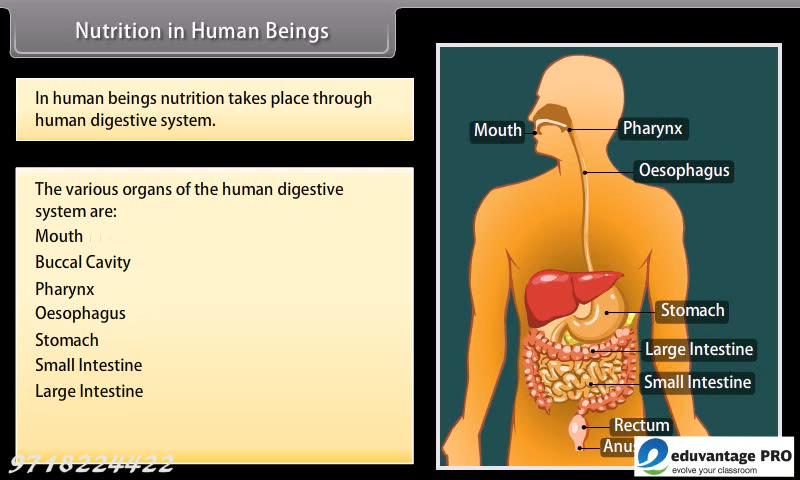 Nutrition in Human Beings
In human beings nutrition takes place through
human digestive system.
The various organs of the human digestive
system are:
Mouth
Buccal Cavity
Pharynx
Oesophagus
Stomach
Small Intestine
Large Intestine
Mouth
Pharynx
Oesophagus
Stomach
Large Intestine
Small Intestine
Rectum
Anus
9718224422
eduvantage PRO
evolve your classroom